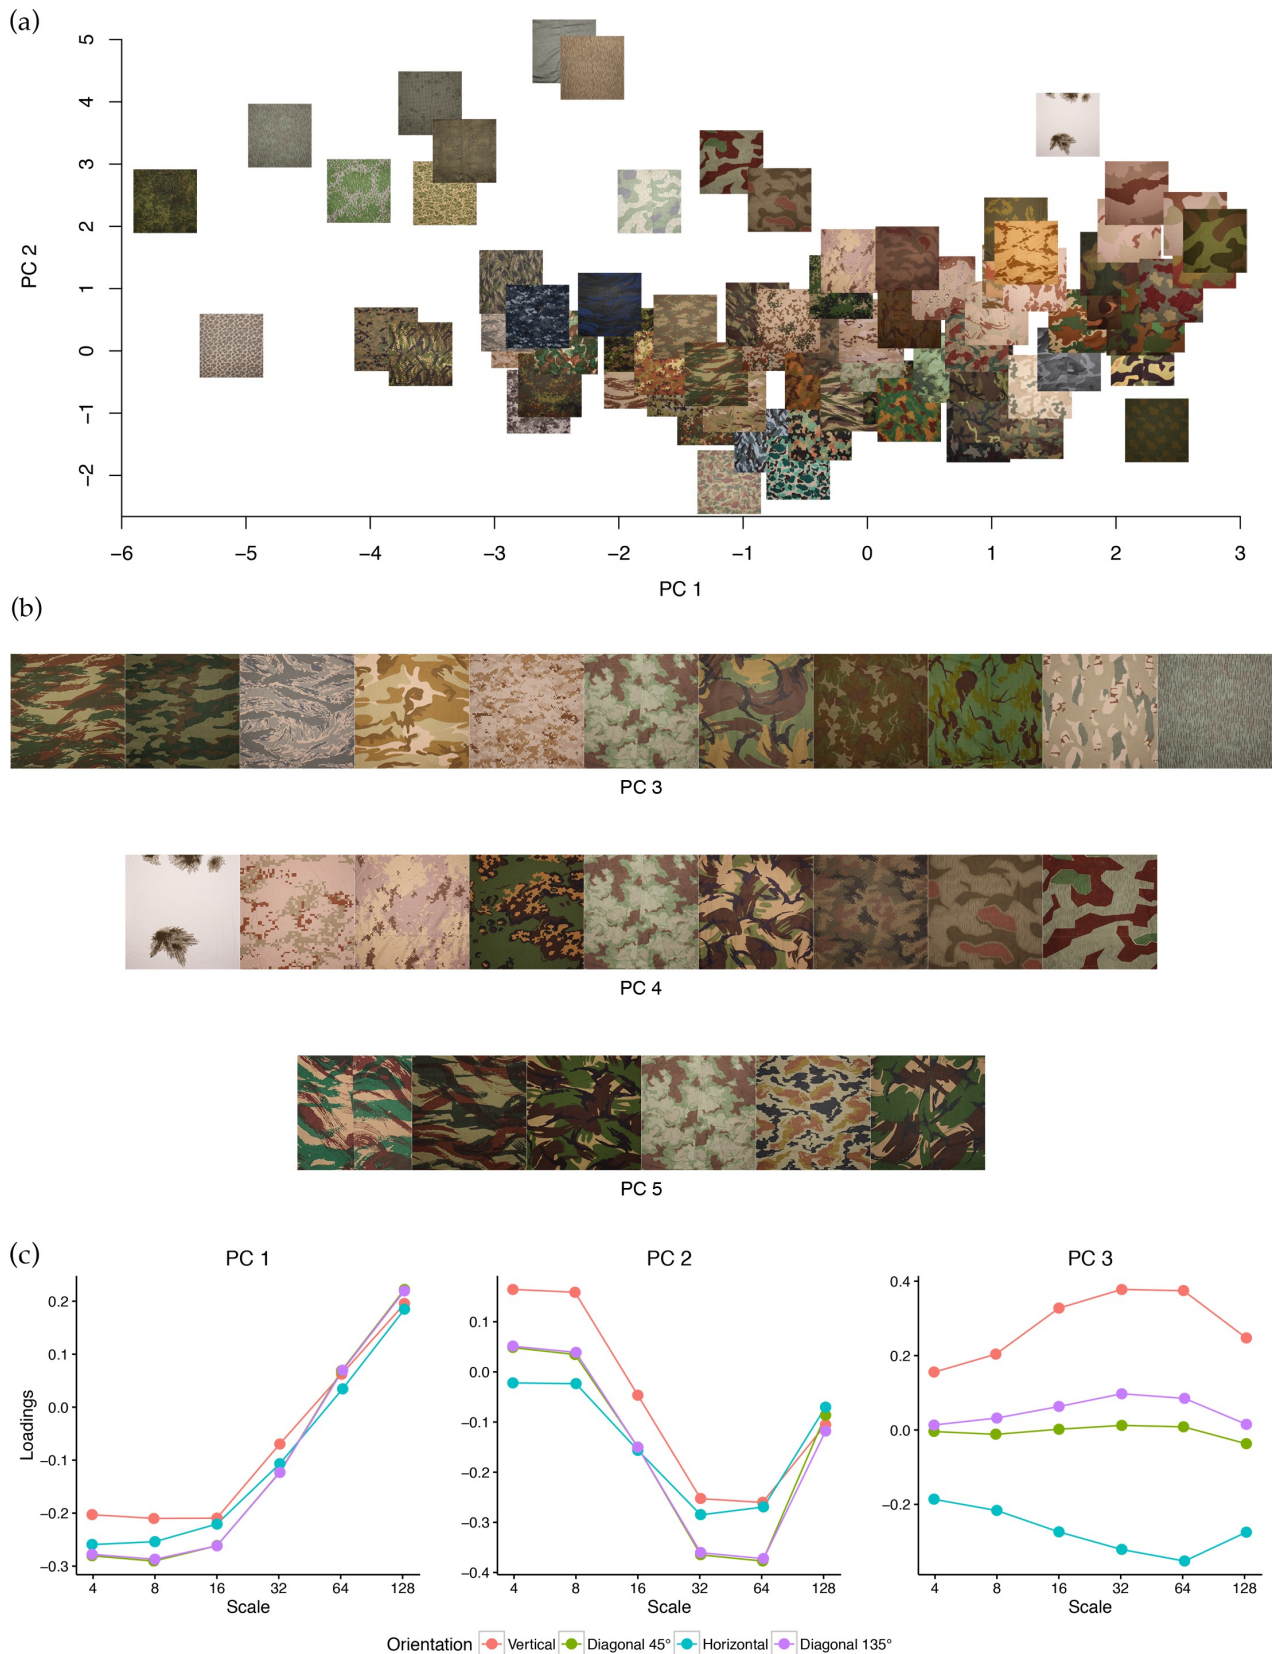 (a)
5
4
3
2
1
0
−1
−2
PC 2
−6 −5 −4 −3 −2 −1 0 1 2 3
PC 1
(b)
PC 3
PC 4
PC 5
(c)
PC 1 PC 2 PC 3
0.2
0.1
0.0
−0.1
−0.2
−0.3
Loadings
4 8 16 32 64 128
Scale
0.1
0.0
−0.1
−0.2
−0.3
−0.4
4 8 16 32 64 128
Scale
0.4
0.2
0.0
−0.2
4 8 16 32 64 128
Scale
Orientation Vertical Diagonal 45° Horizontal Diagonal 135°